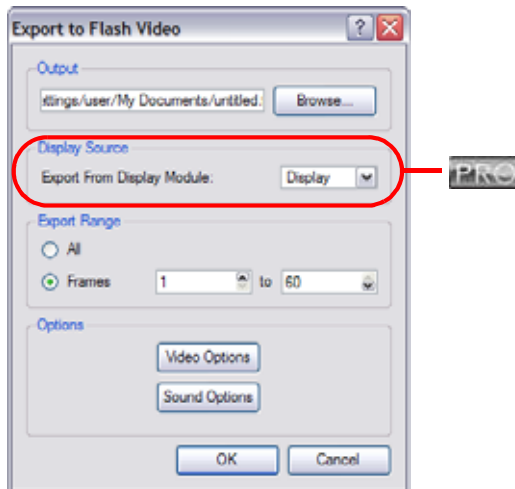 Export to Flash Video
Output
ttings/user/My Documents/untitled.
Browse...
Display Source
Export From Display Module: Display
PRO
Export Range
All
Frames 1 to 60
Options
Video Options
Sound Options
OK Cancel